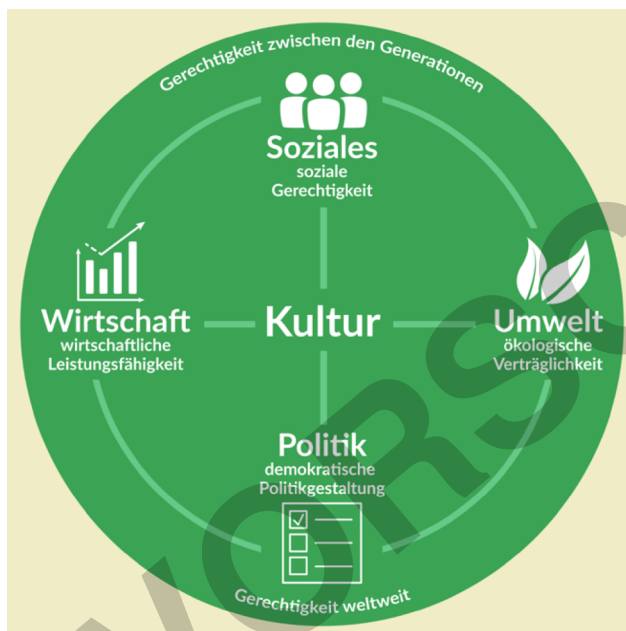 Gerechtigkeit zwischen den Generationen
Soziales
soziale
Gerechtigkeit
Wirtschaft
wirtschaftliche
Leistungsfähigkeit
Kultur
Umwelt
ökologische
Verträglichkeit
Politik
demokratische
Politikgestaltung
Gerechtigkeit weltweit
VORSC